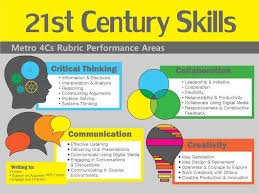 21st Century Skills
Metro 4Cs Rubric Performance Areas
Critical Thinking
• Information & Discovery
• Interpretation & Analysis
• Reasoning
• Constructing Arguments
• Problem Solving
• Systems Thinking
Collaboration
• Leadership & Initiative
• Cooperation
• Flexibility
• Responsibility & Productivity
• Collaborate Using Digital Media
• Responsiveness & Constructive
Feedback
Communication
• Effective Listening
• Delivering Oral Presentations
• Communicate Using Digital Media
• Engaging in Conversations
& Discussions
• Communicating in Diverse
Environments
Writing to:
Creativity
• Idea Generation
• Idea Design & Refinement
• Openness & Courage to Explore
• Work Creatively with Others
• Creative Production & Innovation